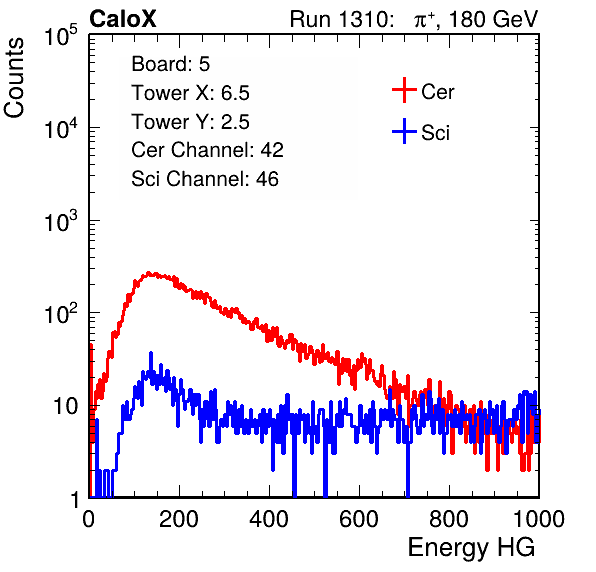 CaloX Run 1310: π⁺, 180 GeV
Board: 5
Tower X: 6.5
Tower Y: 2.5
Cer Channel: 42
Sci Channel: 46
Cer
Sci
Counts
10⁵
10⁴
10³
10²
10
1
0 200 400 600 800 1000
Energy HG